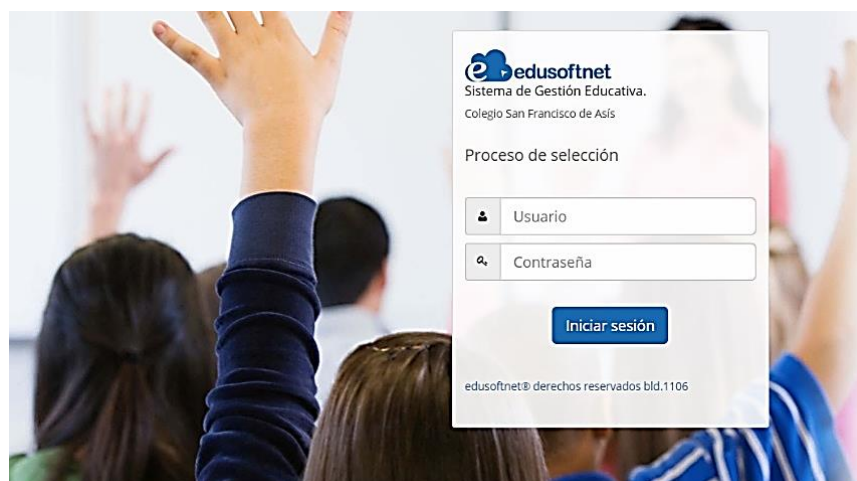 edusoftnet
Sistema de Gestión Educativa.
Colegio San Francisco de Asís
Proceso de selección
Usuario
Contraseña
Iniciar sesión
edusoftnet® derechos reservados bld.1106